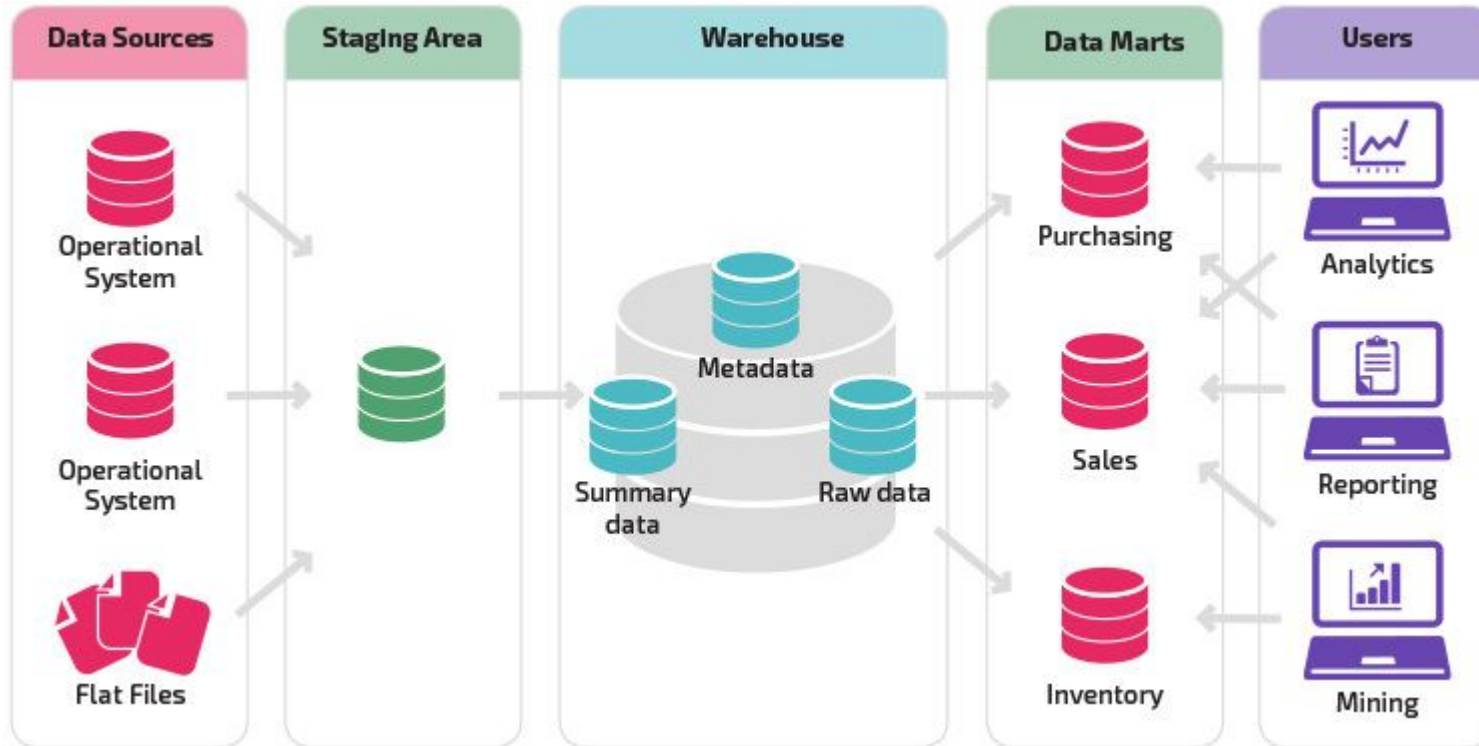 Data Sources
Staging Area
Warehouse
Data Marts
Users
Operational
System
Operational
System
Flat Files
Metadata
Summary
data
Raw data
Purchasing
Sales
Inventory
Analytics
Reporting
Mining